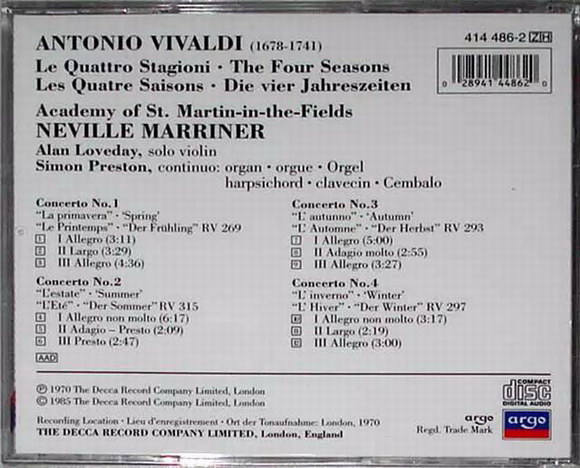 ANTONIO VIVALDI (1678-1741)
414 486-2 ZH
Le Quattro Stagioni · The Four Seasons
Les Quatre Saisons · Die vier Jahreszeiten
0 28941 44862 0
Academy of St. Martin-in-the-Fields
NEVILLE MARRINER
Alan Loveday, solo violin
Simon Preston, continuo: organ · orgue · Orgel
harpsichord · clavecin · Cembalo
Concerto No.1
"La primavera" · 'Spring'
"Le Printemps" · "Der Frühling" RV 269
1 I Allegro (3:11)
2 II Largo (3:29)
3 III Allegro (4:36)
Concerto No.2
"L'estate" · 'Summer'
"L'Eté" · "Der Sommer" RV 315
4 I Allegro non molto (6:17)
5 II Adagio – Presto (2:09)
6 III Presto (2:47)
AAD
Concerto No.3
"L' autunno" · 'Autumn'
"L' Automne" · "Der Herbst" RV 293
7 I Allegro (5:00)
8 II Adagio molto (2:55)
9 III Allegro (3:27)
Concerto No.4
"L' inverno" · 'Winter'
"L' Hiver" · "Der Winter" RV 297
10 I Allegro non molto (3:17)
11 II Largo (2:19)
12 III Allegro (3:00)
℗ 1970 The Decca Record Company Limited, London
© 1985 The Decca Record Company Limited, London
Recording Location · Lieu d'enregistrement · Ort der Tonaufnahme: London, 1970
THE DECCA RECORD COMPANY LIMITED, London, England
COMPACT
disc
DIGITAL AUDIO
argo
Regd. Trade Mark
argo